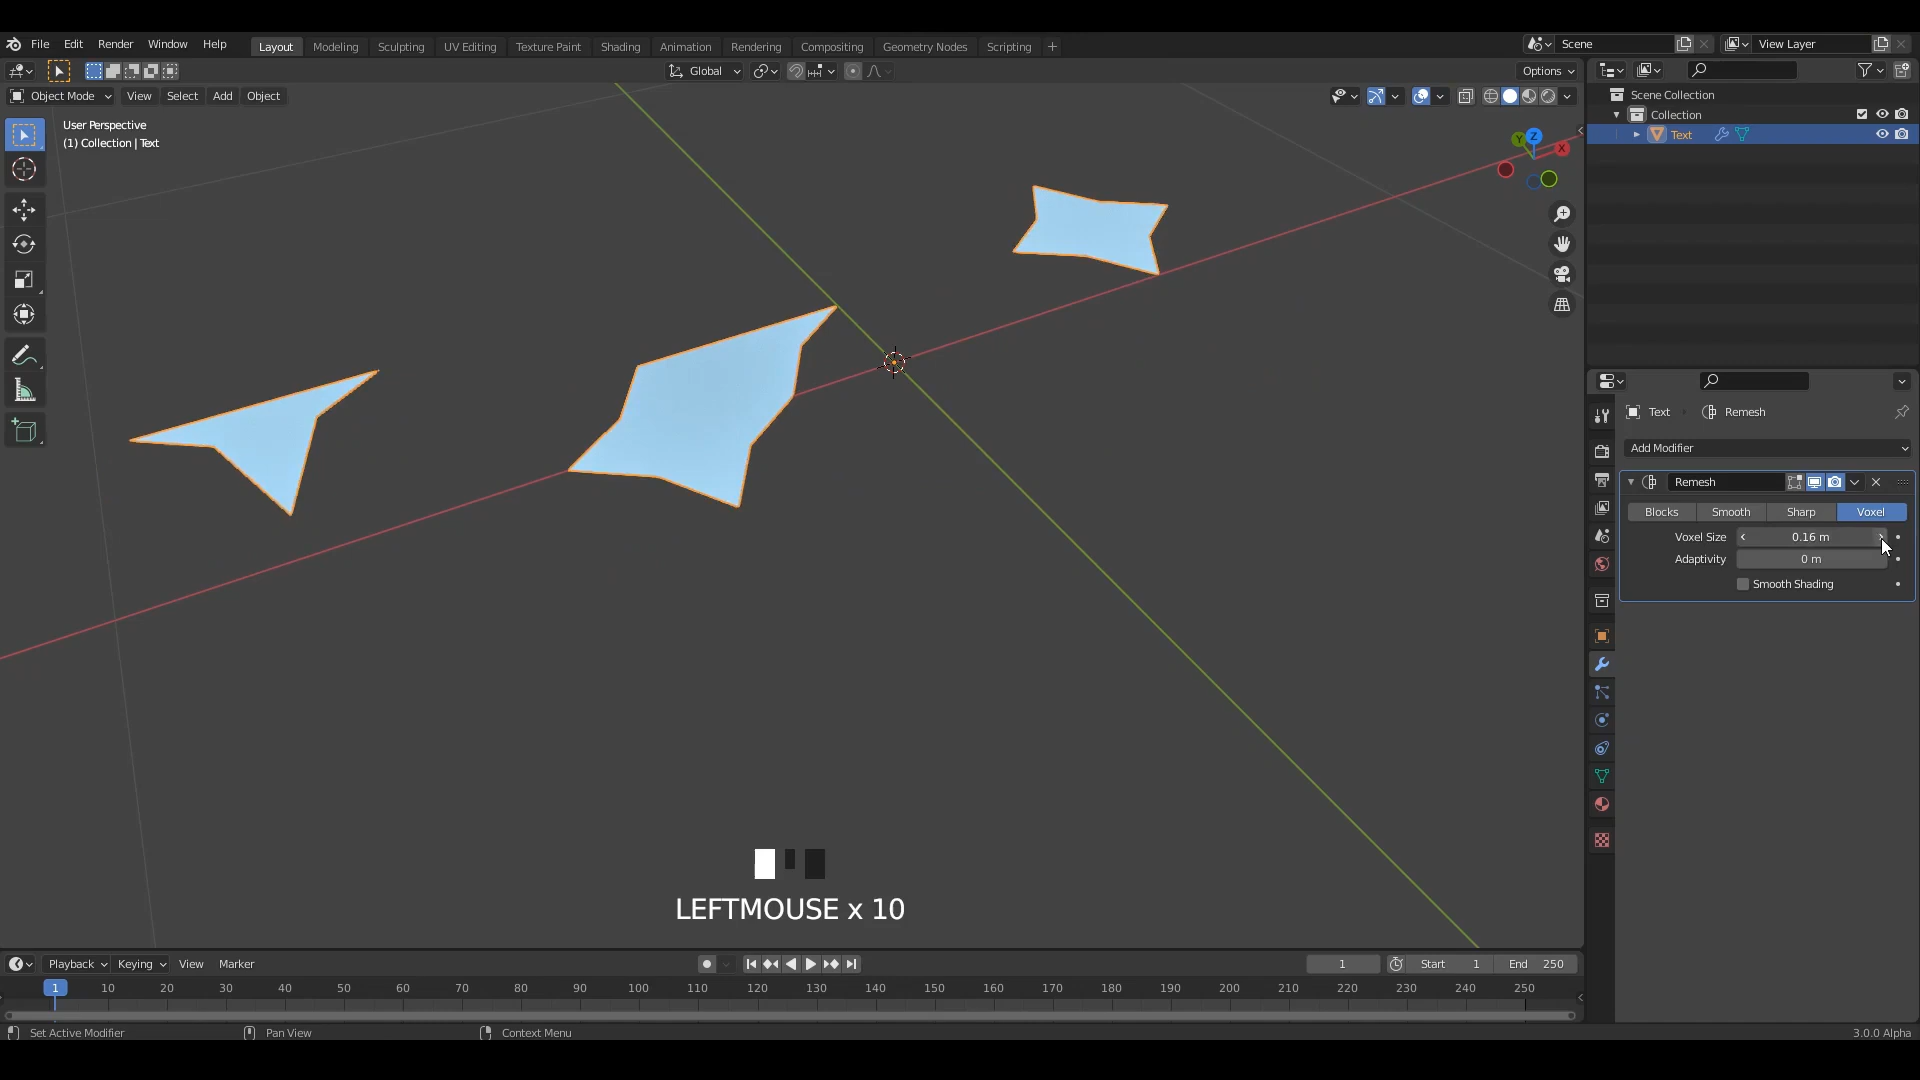 File Edit Render Window Help Layout Modeling Sculpting UV Editing Texture Paint Shading Animation Rendering Compositing Geometry Nodes Scripting + Scene View Layer
Global Options
Object Mode View Select Add Object
Scene Collection
Collection
Text
User Perspective
(1) Collection | Text
Z
Y
X
Text Remesh
Add Modifier
Remesh
Blocks Smooth Sharp Voxel
Voxel Size 0.16 m
Adaptivity 0 m
Smooth Shading
LEFTMOUSE x 10
Playback Keying View Marker 1 Start 1 End 250
1 10 20 30 40 50 60 70 80 90 100 110 120 130 140 150 160 170 180 190 200 210 220 230 240 250
Set Active Modifier Pan View Context Menu 3.0.0 Alpha